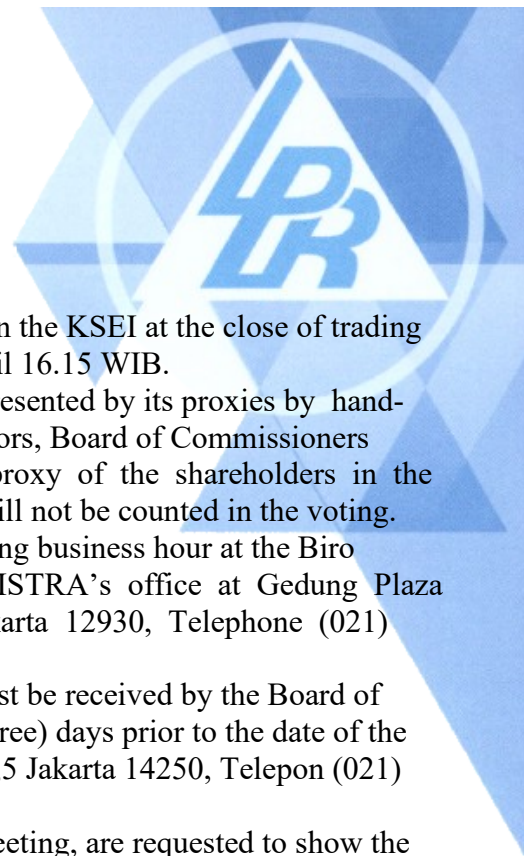 LPR
n the KSEI at the close of trading
il 16.15 WIB.
esented by its proxies by hand-
ors, Board of Commissioners
proxy of the shareholders in the
ill not be counted in the voting.
ng business hour at the Biro
ISTRA’s office at Gedung Plaza
karta 12930, Telephone (021)
st be received by the Board of
ree) days prior to the date of the
5 Jakarta 14250, Telepon (021)
eeting, are requested to show the